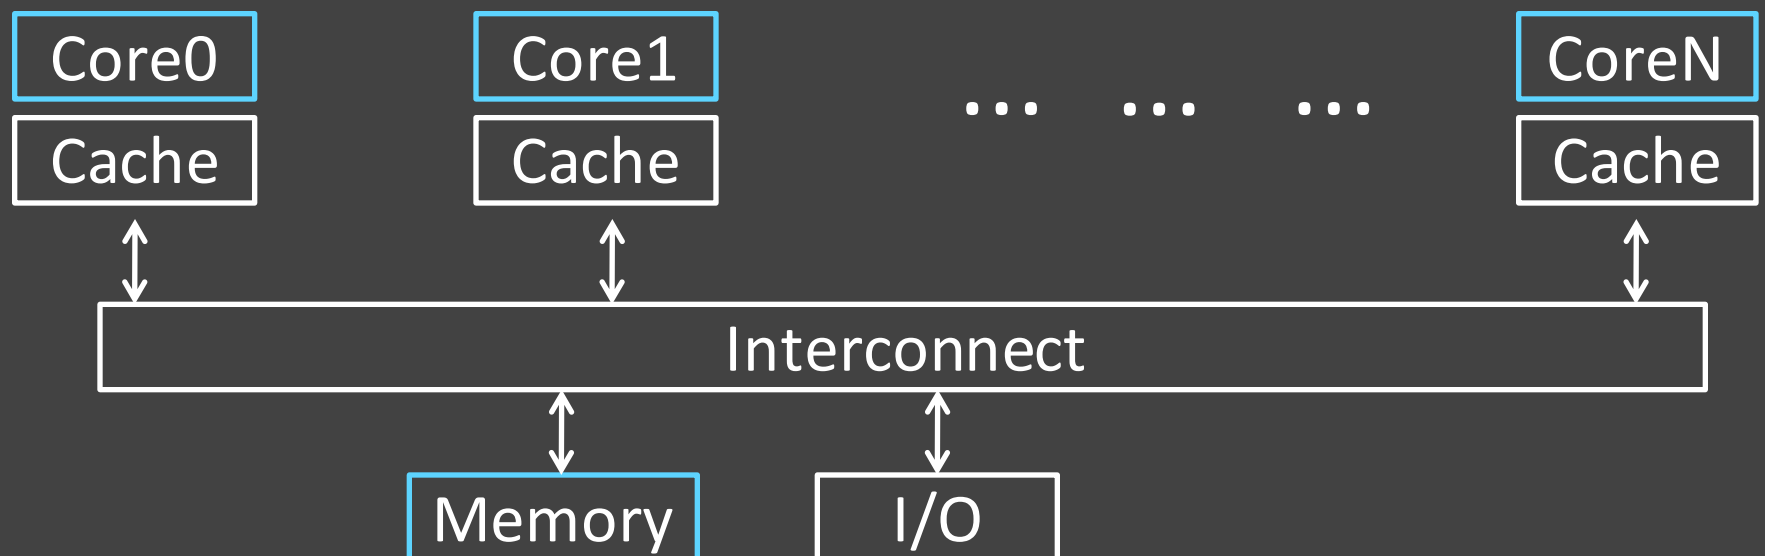 Core0
Core1
CoreN
... ... ...
Cache
Cache
Cache
Interconnect
Memory
I/O